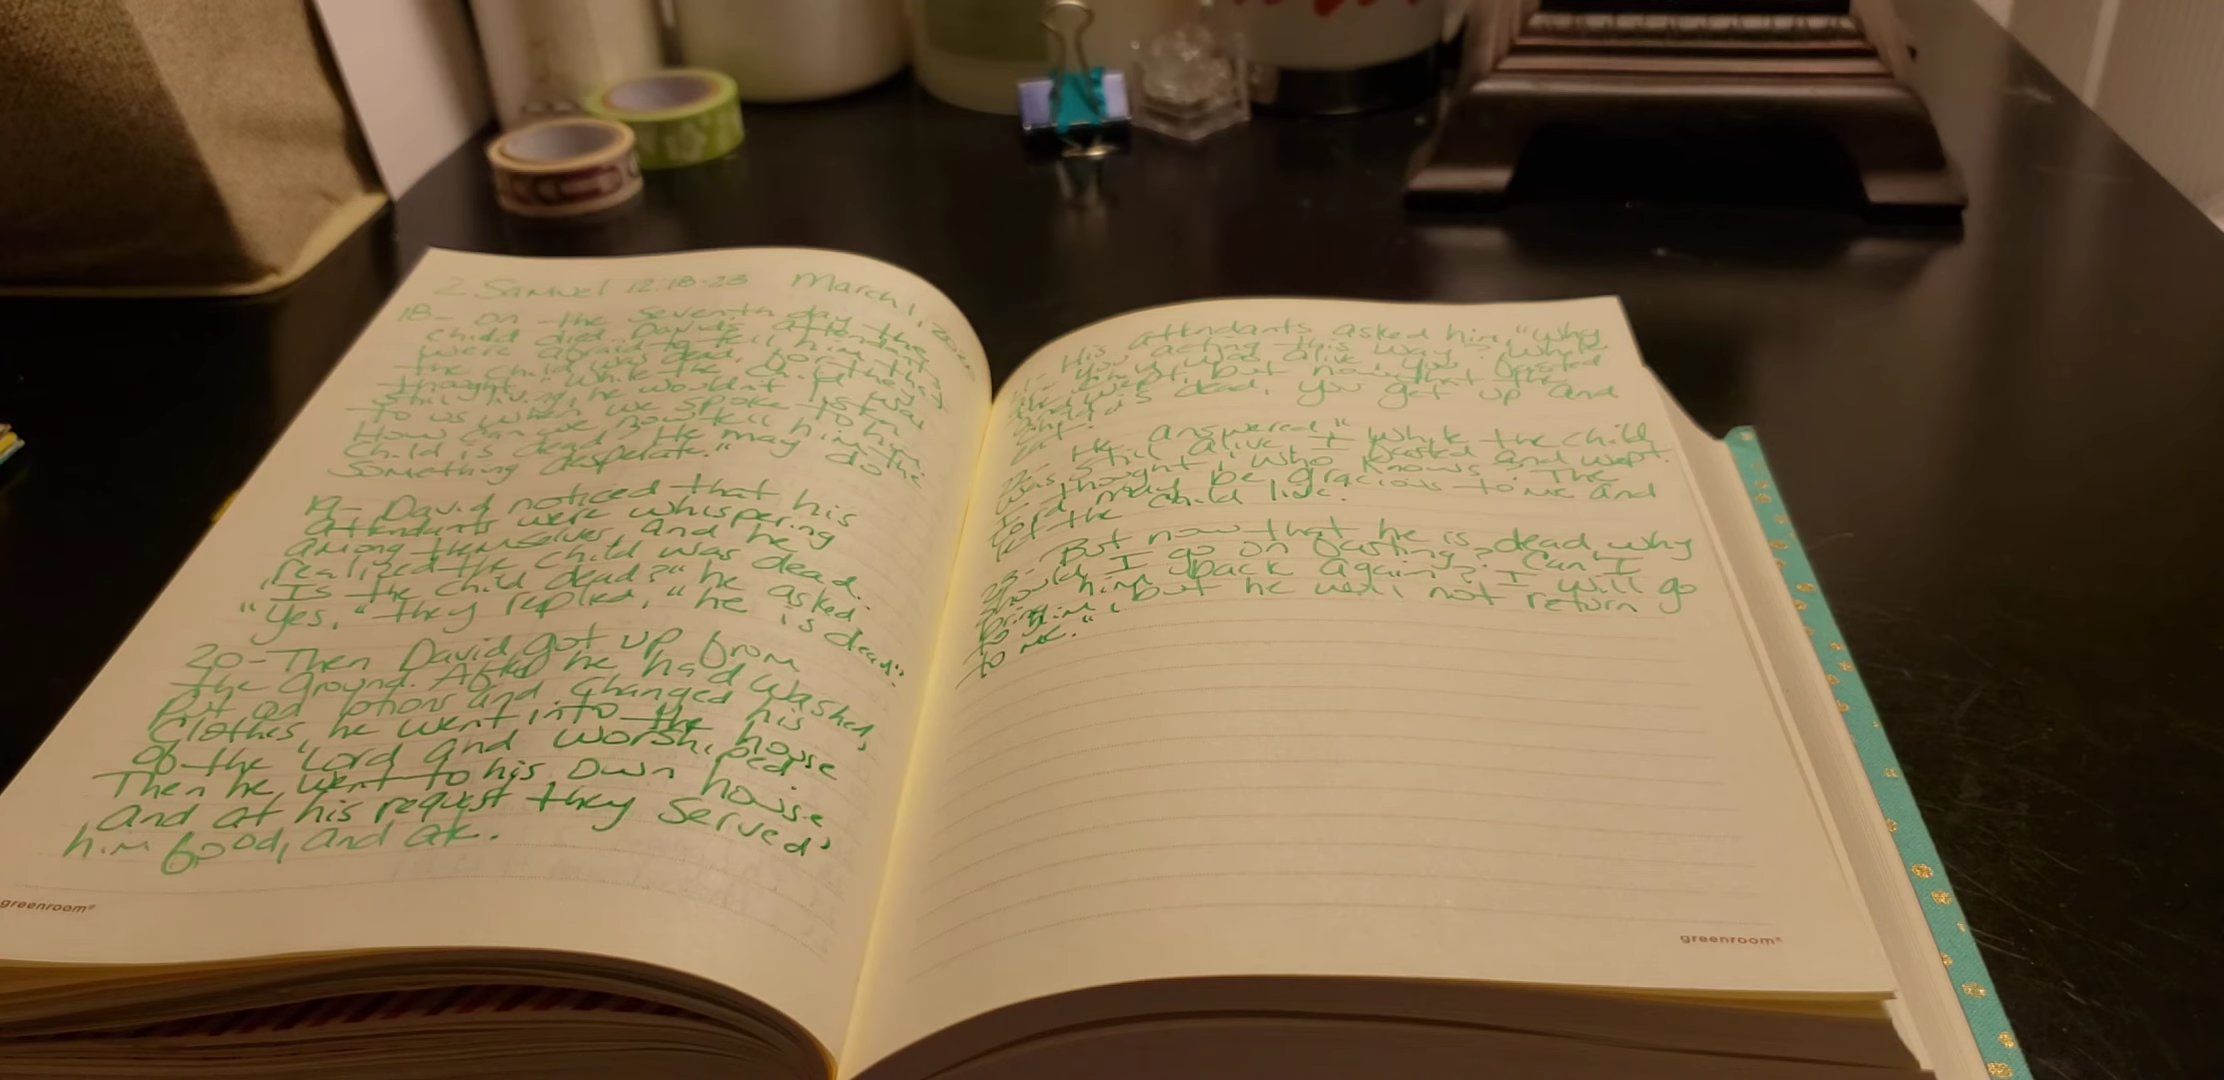 2 Samuel 12:18-23 March 1,
18- On the seventh day the
child died. David's attendants
were afraid to tell him that
the child was dead, for they
thought, "While the child was
still living, he wouldn't listen
to us when we spoke to him.
How can we now tell him the
child is dead? He may do
something desperate."
19- David noticed that his
attendants were whispering
among themselves and he
realized the child was dead.
"Is the child dead?" he asked.
"Yes," they replied, "he is dead."
20- Then David got up from
the ground. After he had washed,
put on lotions and changed his
clothes, he went into the house
of the Lord and worshiped.
Then he went to his own house
and at his request they served
him food, and ate.
greenroom®
His attendants asked him, "Why
you acting this way? While
the child was alive you fasted
and wept, but now that the
child is dead, you get up and
eat!"
22- He answered, "While the child
was still alive I fasted and wept.
I thought, Who knows? The
Lord may be gracious to me and
let the child live.
23- But now that he is dead, why
should I go on fasting? Can I
bring him back again? I will go
to him, but he will not return
to me."
greenroom®